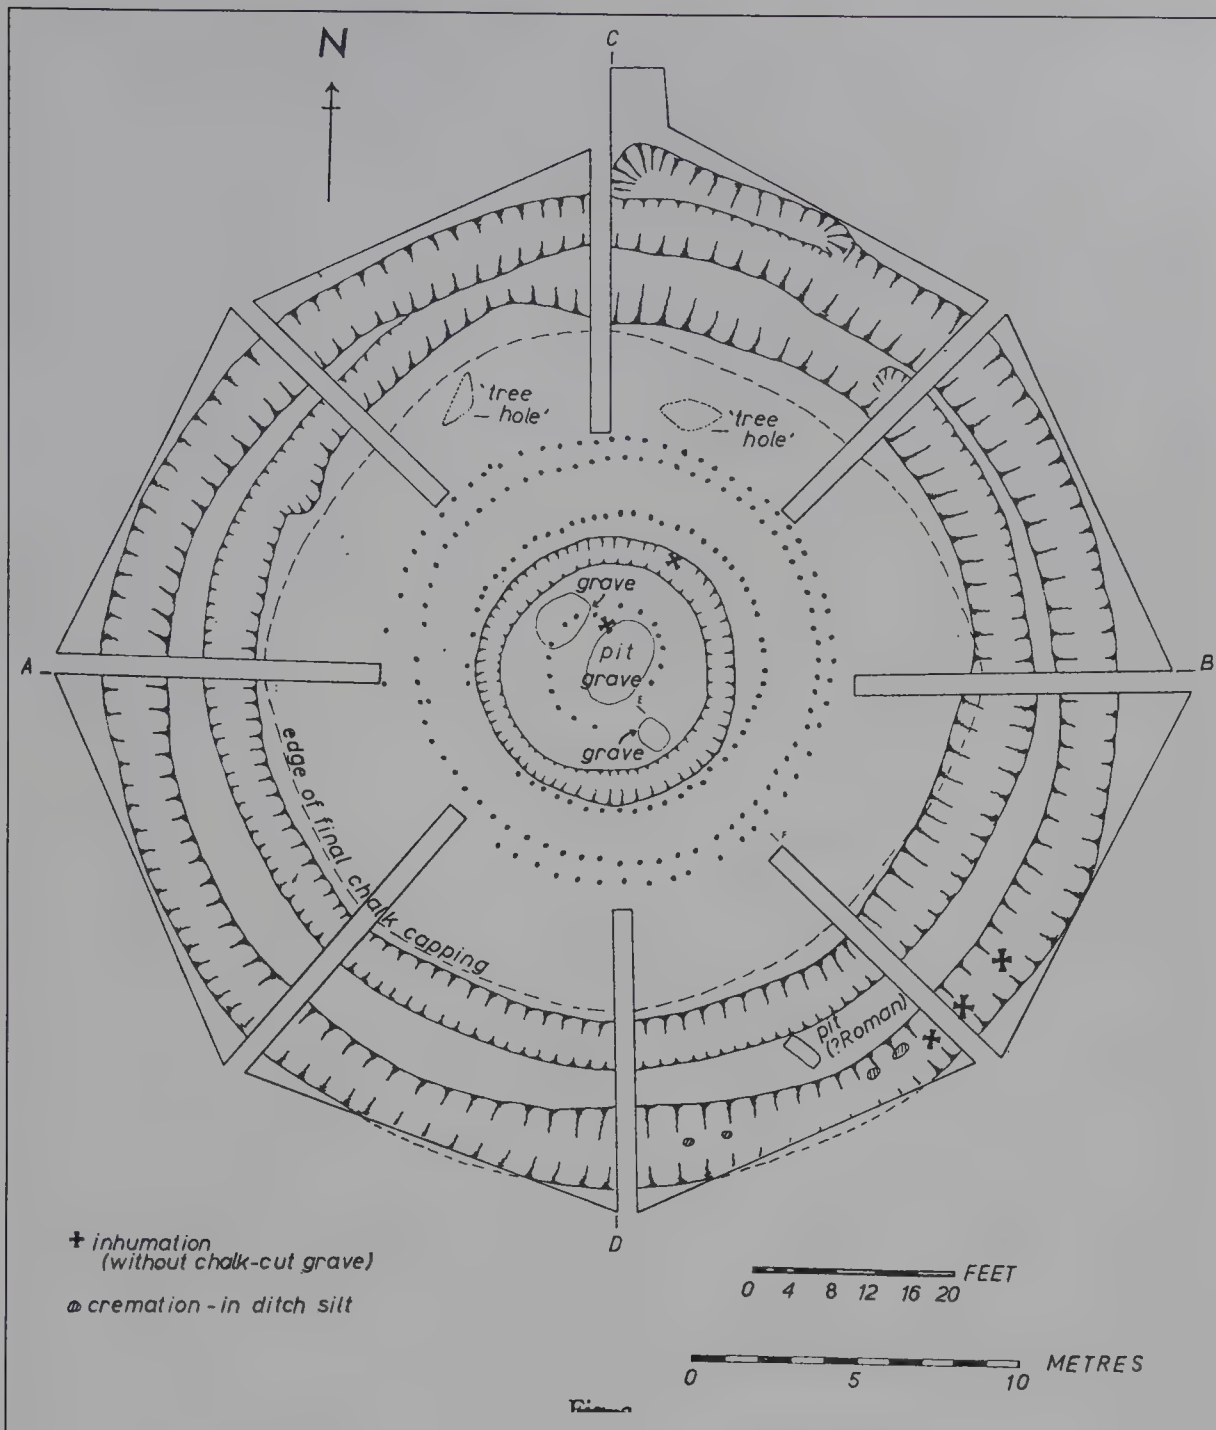 N
C
'tree
hole'
'tree
hole'
grave
pit
grave
A
B
E
grave
edge of final chalk capping
F
pit
(?Roman)
D
inhumation
(without chalk-cut grave)
cremation - in ditch silt
FEET
0 4 8 12 16 20
METRES
0 5 10